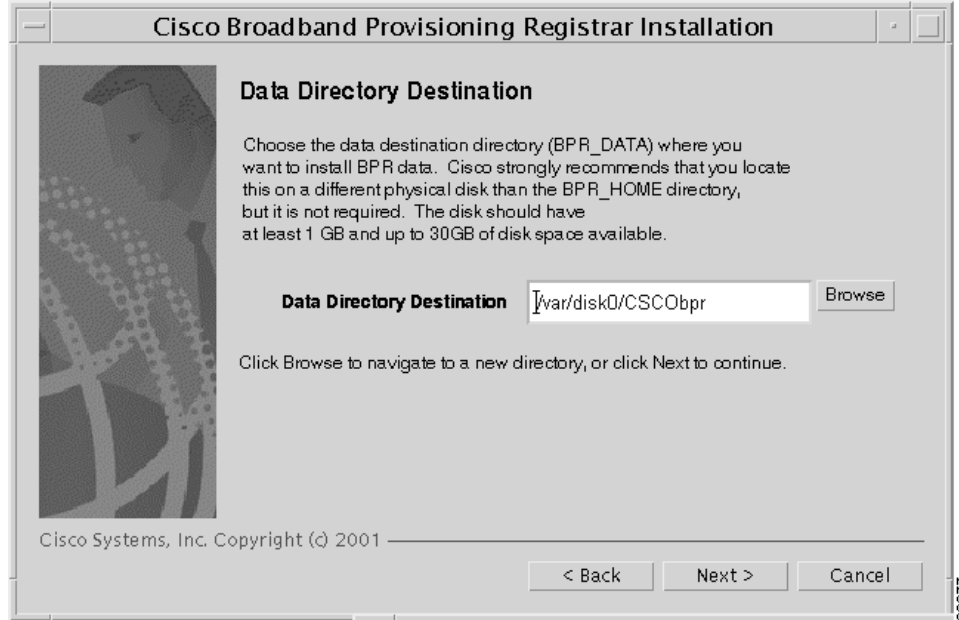 Cisco Broadband Provisioning Registrar Installation
Data Directory Destination
Choose the data destination directory (BPR_DATA) where you
want to install BPR data. Cisco strongly recommends that you locate
this on a different physical disk than the BPR_HOME directory,
but it is not required. The disk should have
at least 1 GB and up to 30GB of disk space available.
Data Directory Destination /var/disk0/CSCObpr Browse
Click Browse to navigate to a new directory, or click Next to continue.
Cisco Systems, Inc. Copyright (c) 2001
< Back Next > Cancel